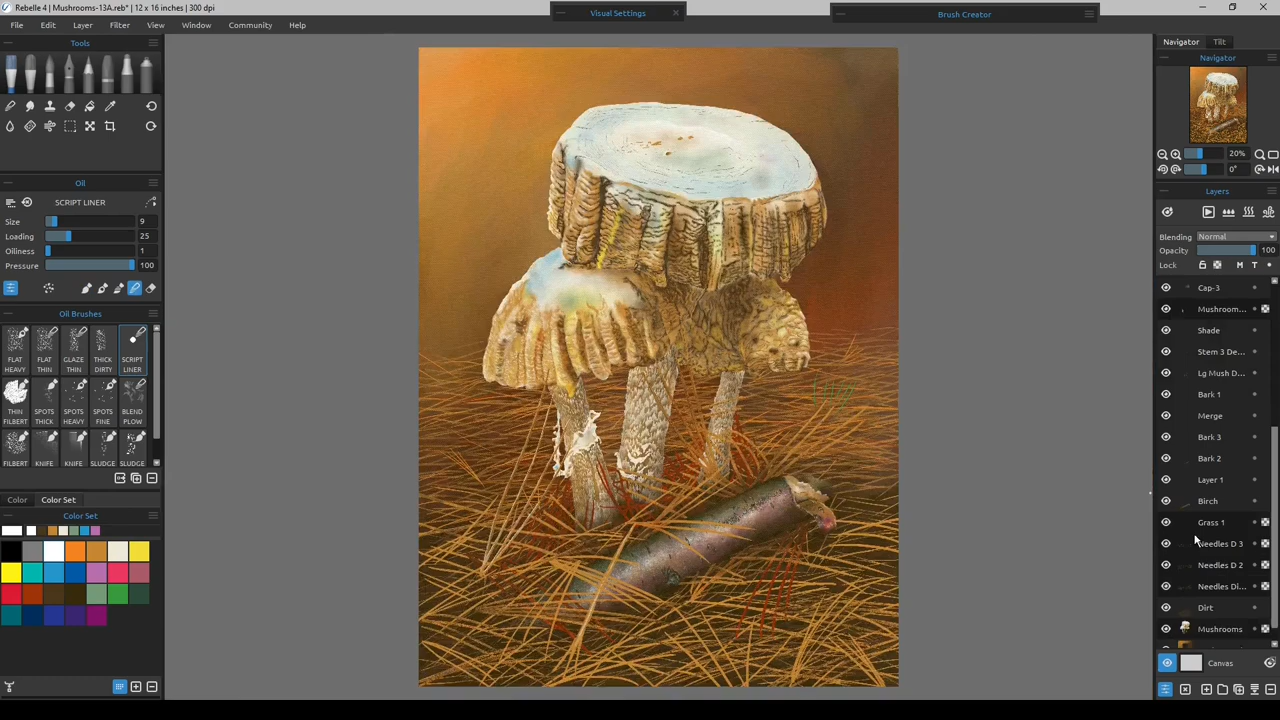 Rebelle 4 | Mushrooms-13A.reb* | 12 x 16 inches | 300 dpi
Visual Settings
Brush Creator
File Edit Layer Filter View Window Community Help
Tools
Oil
SCRIPT LINER
Size 9
Loading 25
Oiliness 1
Pressure 100
Oil Brushes
FLAT HEAVY
FLAT THIN
GLAZE THIN
THICK DIRTY
SCRIPT LINER
THIN FILBERT
SPOTS THICK
SPOTS HEAVY
SPOTS FINE
BLEND PLOW
FILBERT
KNIFE
KNIFE
SLUDGE
SLUDGE
Color Color Set
Color Set
Navigator Tilt
Navigator
20%
0°
Layers
Blending Normal
Opacity 100
Lock M T
Cap-3
Mushroom...
Shade
Stem 3 De...
Lg Mush D...
Bark 1
Merge
Bark 3
Bark 2
Layer 1
Birch
Grass 1
Needles D 3
Needles D 2
Needles Di...
Dirt
Mushrooms
Canvas